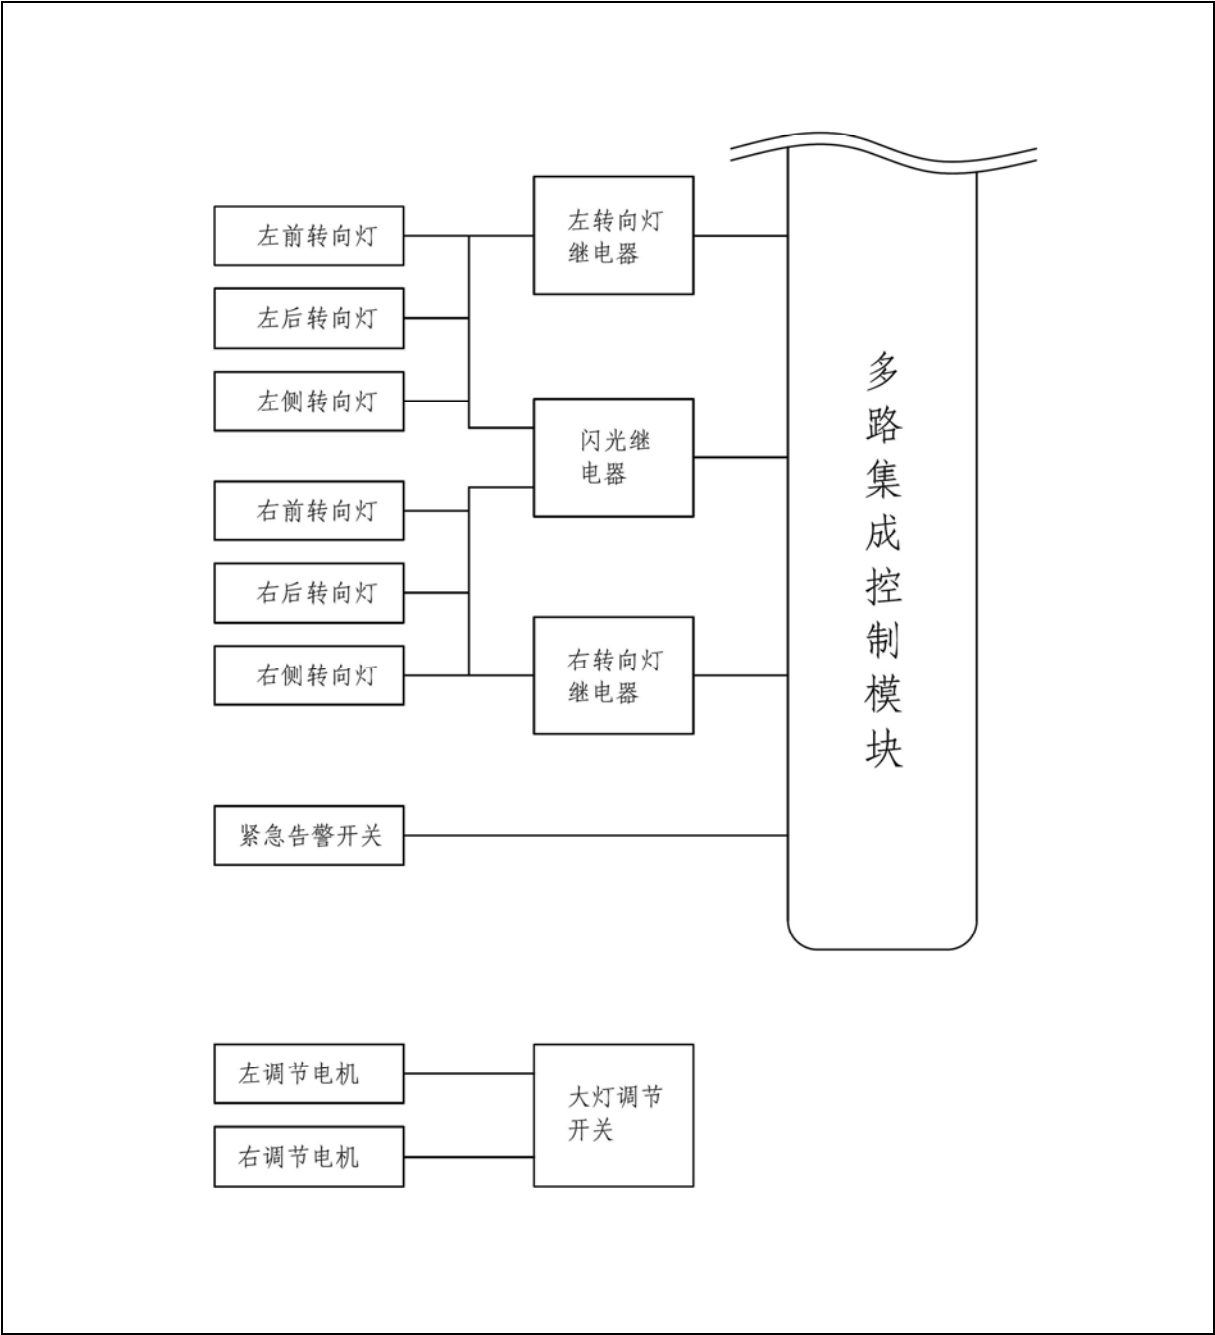 左前转向灯
左后转向灯
左侧转向灯
右前转向灯
右后转向灯
右侧转向灯
紧急告警开关
左转向灯
继电器
闪光继
电器
右转向灯
继电器
多
路
集
成
控
制
模
块
左调节电机
右调节电机
大灯调节
开关